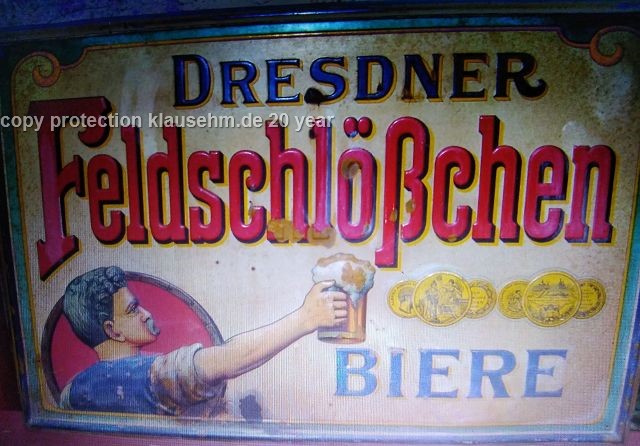 DRESDNER
copy protection klausehm.de 20 year
Feldschlößchen
BIERE